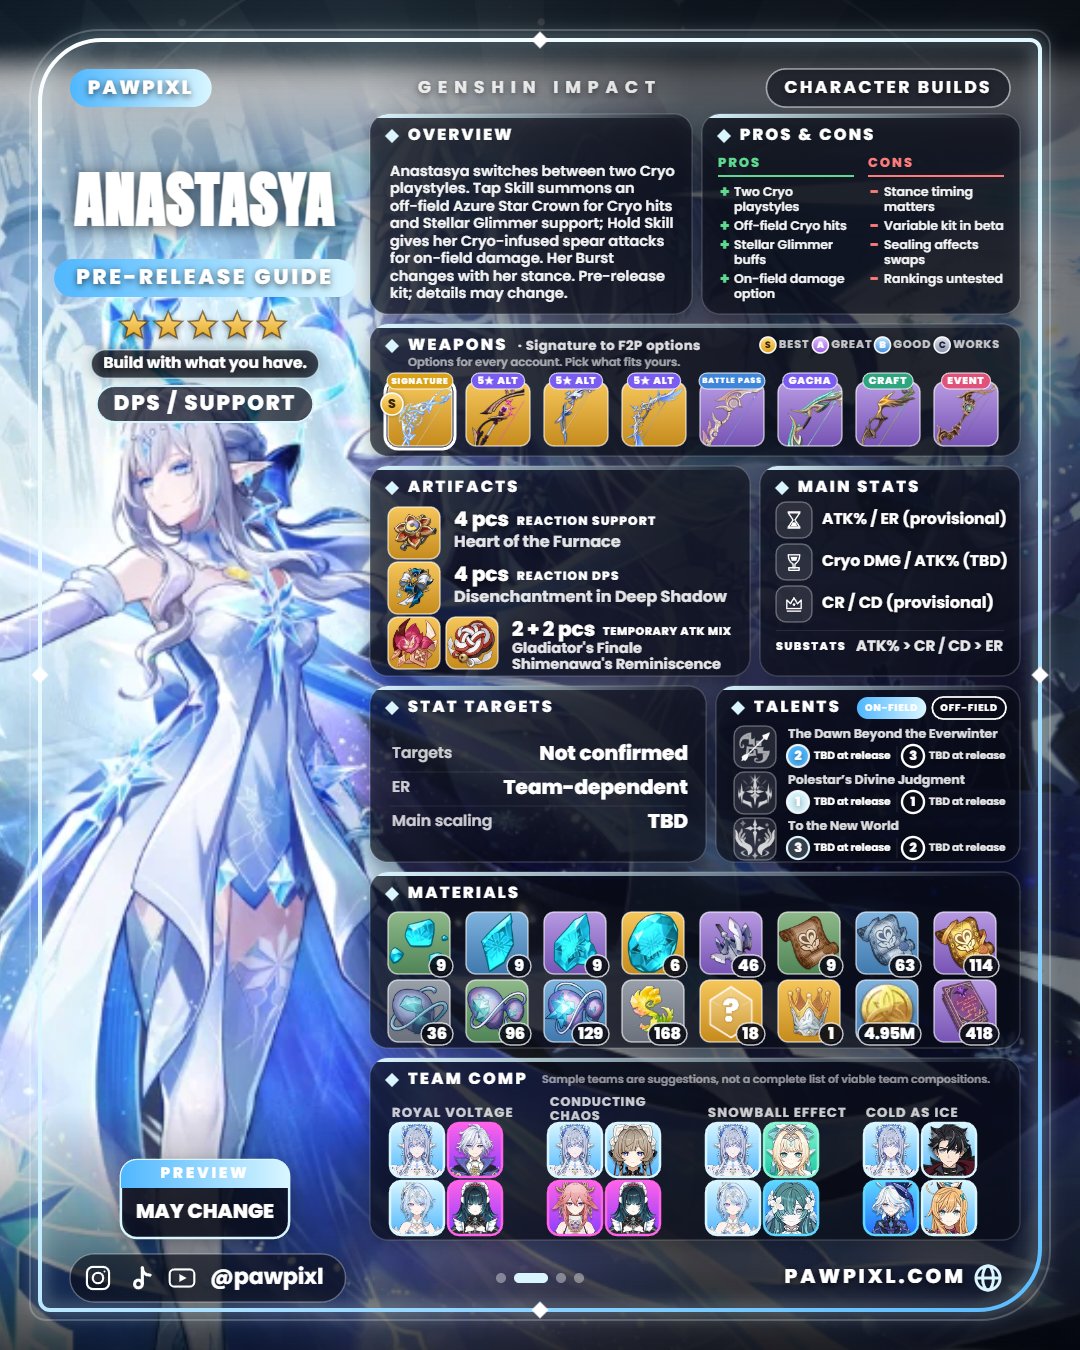 PAWPIXL
GENSHIN IMPACT
CHARACTER BUILDS
ANASTASYA
PRE-RELEASE GUIDE
Build with what you have.
DPS / SUPPORT
OVERVIEW
Anastasya switches between two Cryo
playstyles. Tap Skill summons an
off-field Azure Star Crown for Cryo hits
and Stellar Glimmer support; Hold Skill
gives her Cryo-infused spear attacks
for on-field damage. Her Burst
changes with her stance. Pre-release
kit; details may change.
PROS & CONS
PROS
+ Two Cryo
playstyles
+ Off-field Cryo hits
+ Stellar Glimmer
buffs
+ On-field damage
option
CONS
- Stance timing
matters
- Variable kit in beta
- Sealing affects
swaps
- Rankings untested
WEAPONS · Signature to F2P options
S BEST A GREAT B GOOD C WORKS
Options for every account. Pick what fits yours.
SIGNATURE
S
5★ ALT
5★ ALT
5★ ALT
BATTLE PASS
GACHA
CRAFT
EVENT
ARTIFACTS
4 pcs REACTION SUPPORT
Heart of the Furnace
4 pcs REACTION DPS
Disenchantment in Deep Shadow
2 + 2 pcs TEMPORARY ATK MIX
Gladiator's Finale
Shimenawa's Reminiscence
MAIN STATS
ATK% / ER (provisional)
Cryo DMG / ATK% (TBD)
CR / CD (provisional)
SUBSTATS ATK% > CR / CD > ER
STAT TARGETS
Targets Not confirmed
ER Team-dependent
Main scaling TBD
TALENTS ON-FIELD OFF-FIELD
The Dawn Beyond the Everwinter
2 TBD at release 3 TBD at release
Polestar's Divine Judgment
1 TBD at release 1 TBD at release
To the New World
3 TBD at release 2 TBD at release
MATERIALS
9 9 9 6 46 9 63 114
36 96 129 168 ? 18 1 4.95M 418
TEAM COMP Sample teams are suggestions, not a complete list of viable team compositions.
ROYAL VOLTAGE
CONDUCTING
CHAOS
SNOWBALL EFFECT
COLD AS ICE
PREVIEW
MAY CHANGE
@pawpixl
PAWPIXL.COM